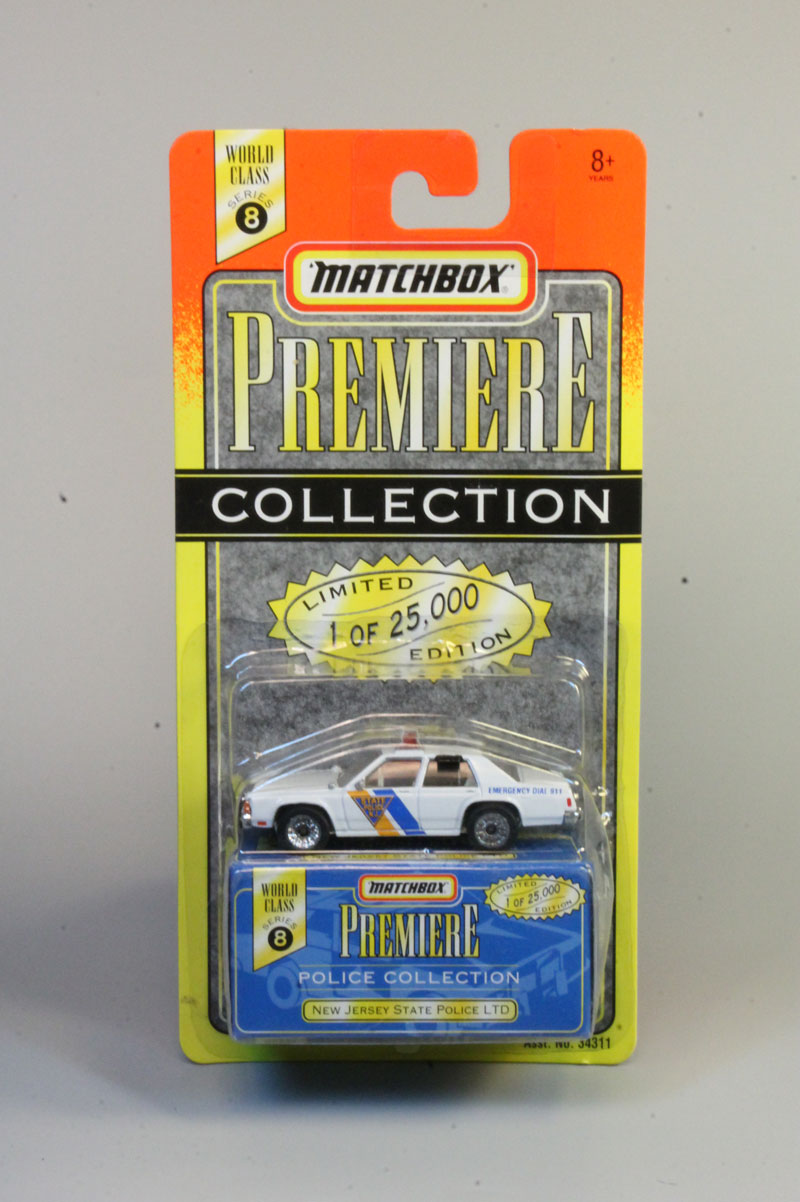 WORLD
CLASS
SERIES
8
8+
YEARS
MATCHBOX
PREMIERE
COLLECTION
LIMITED
1 OF 25,000
EDITION
STATE
POLICE
N.J.
EMERGENCY DIAL 911
WORLD
CLASS
SERIES
8
MATCHBOX
LIMITED
1 OF 25,000
EDITION
PREMIERE
POLICE COLLECTION
NEW JERSEY STATE POLICE LTD
Asst. No. 34311